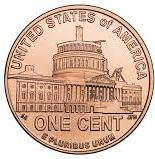 UNITED STATES OF AMERICA
ONE CENT
E PLURIBUS UNUM